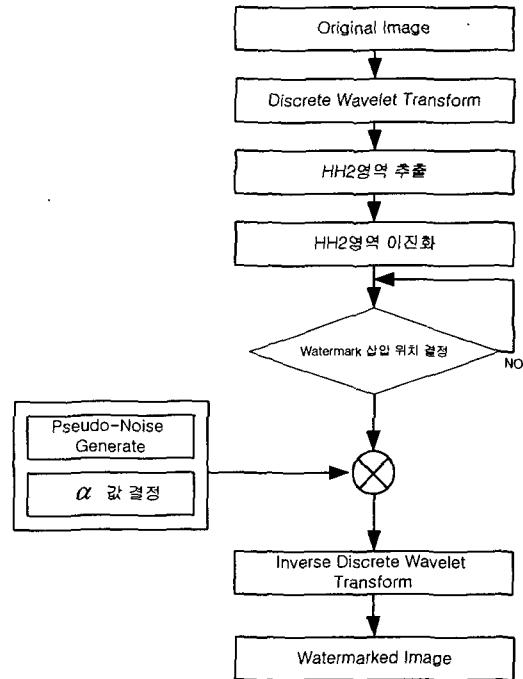 Original Image
Discrete Wavelet Transform
HH2영역 추출
HH2영역 이진화
Watermark 삽입 위치 결정
NO
Pseudo-Noise
Generate
α 값 결정
Inverse Discrete Wavelet
Transform
Watermarked Image